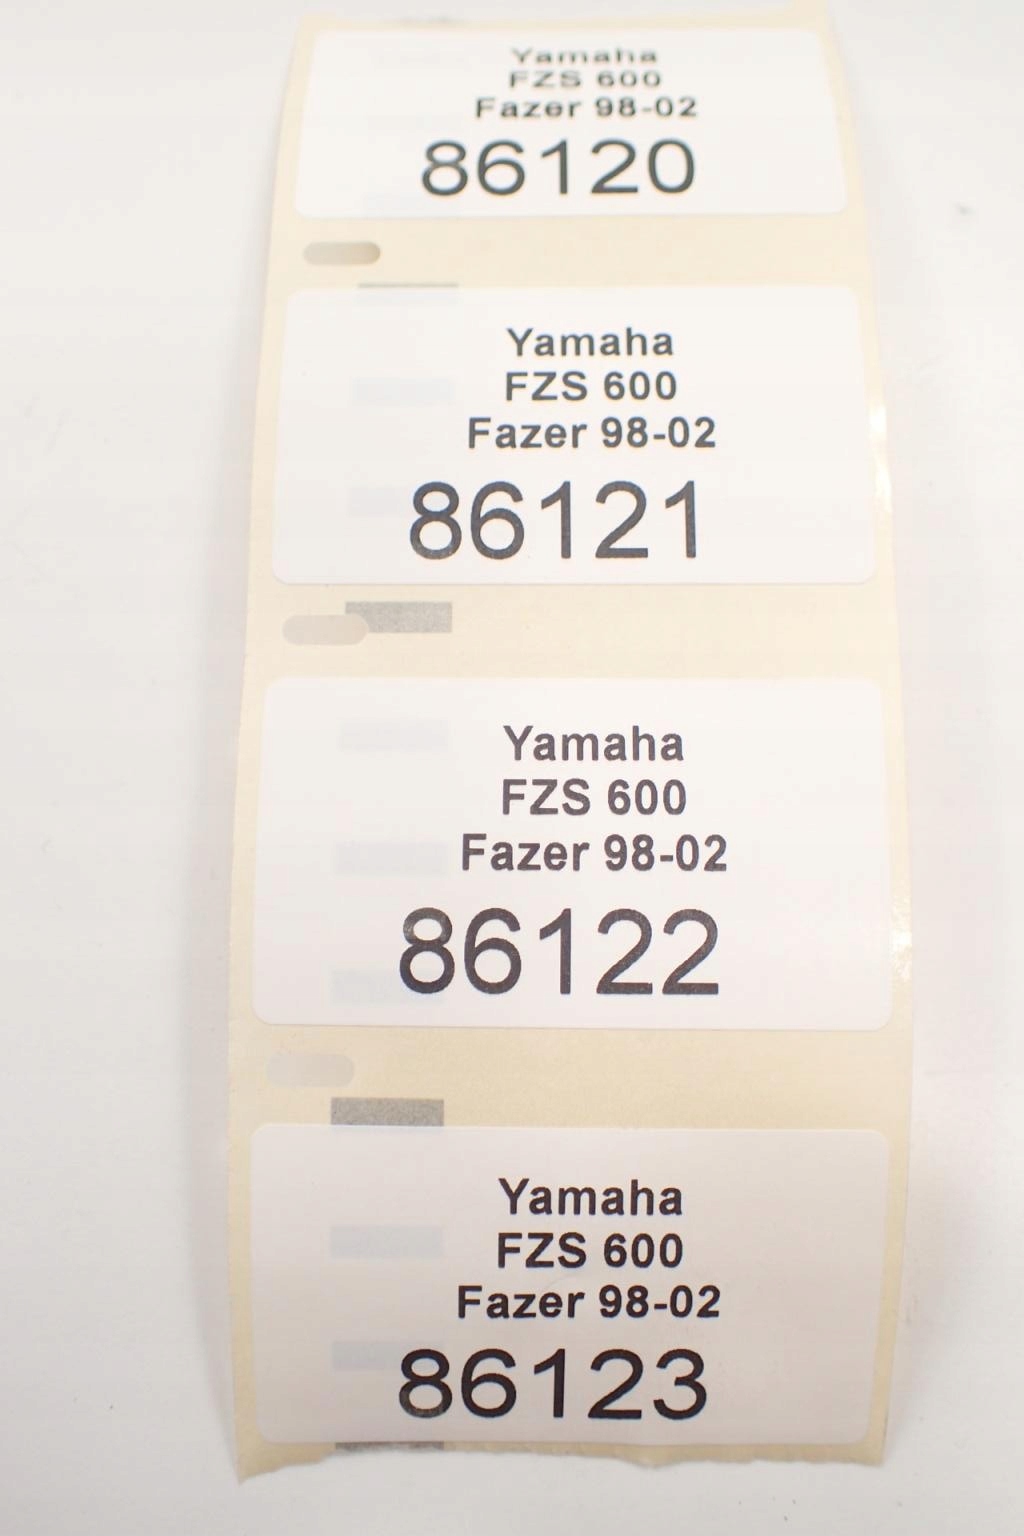 Yamaha
FZS 600
Fazer 98-02
86120
Yamaha
FZS 600
Fazer 98-02
86121
Yamaha
FZS 600
Fazer 98-02
86122
Yamaha
FZS 600
Fazer 98-02
86123